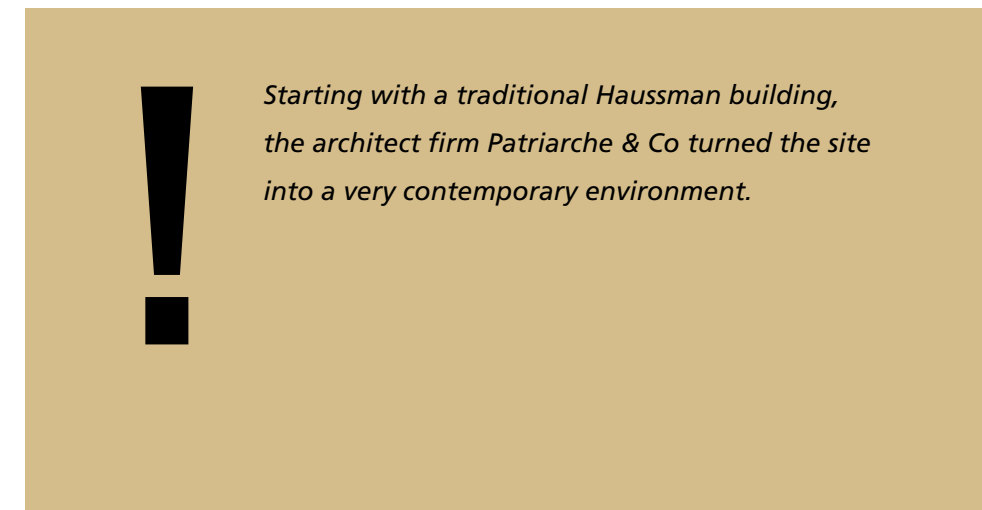 !
Starting with a traditional Haussman building,
the architect firm Patriarche & Co turned the site
into a very contemporary environment.